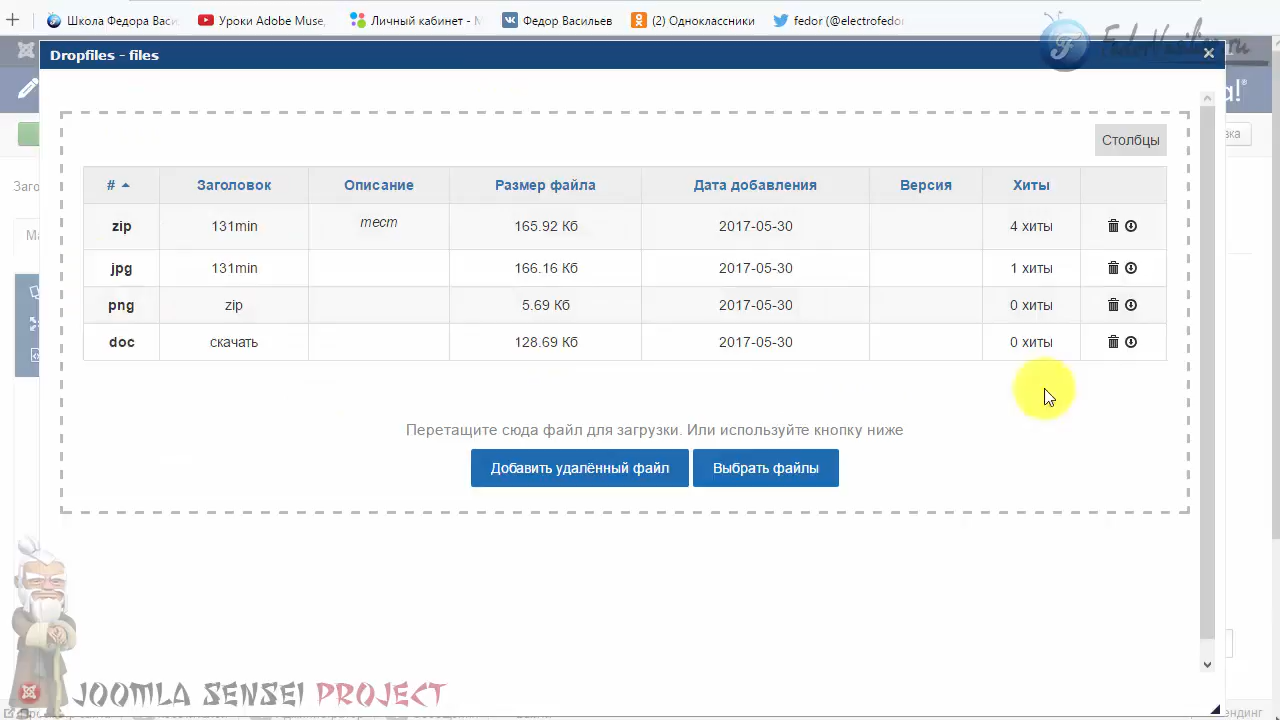 Школа Федора Васи
Уроки Adobe Muse,
Личный кабинет - М
Федор Васильев
(2) Одноклассники
fedor (@electrofedor
Dropfiles - files
a!®
вка
Заго
Ма
Столбцы
# Заголовок Описание Размер файла Дата добавления Версия Хиты
zip 131min тест 165.92 Кб 2017-05-30 4 хиты
jpg 131min 166.16 Кб 2017-05-30 1 хиты
png zip 5.69 Кб 2017-05-30 0 хиты
doc скачать 128.69 Кб 2017-05-30 0 хиты
Перетащите сюда файл для загрузки. Или используйте кнопку ниже
Добавить удалённый файл Выбрать файлы
JOOMLA SENSEI PROJECT